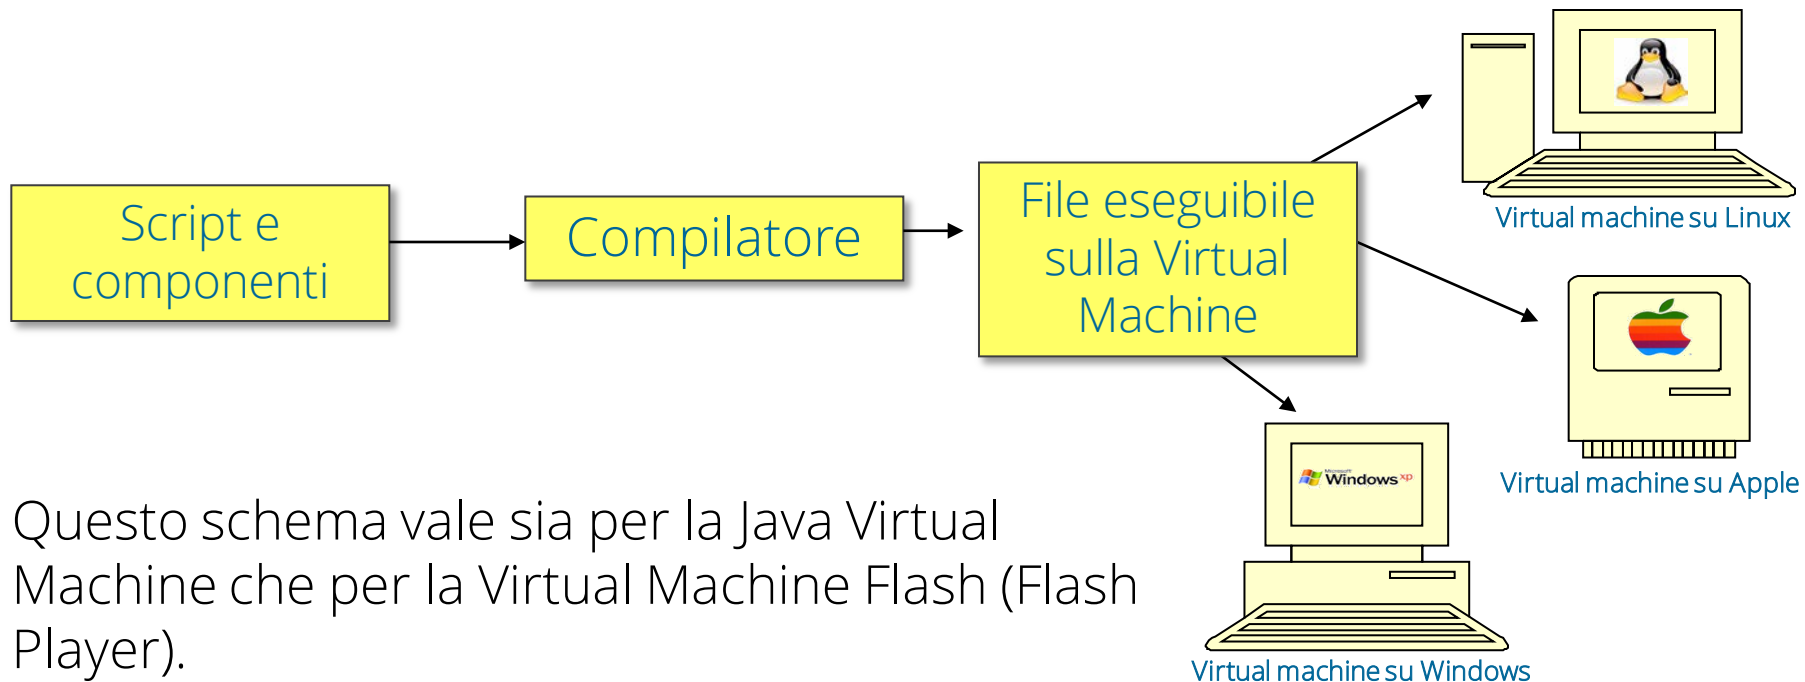 Script e
componenti
Compilatore
File eseguibile
sulla Virtual
Machine
Virtual machine su Linux
Virtual machine su Apple
Microsoft
Windows xp
Virtual machine su Windows
Questo schema vale sia per la Java Virtual
Machine che per la Virtual Machine Flash (Flash
Player).